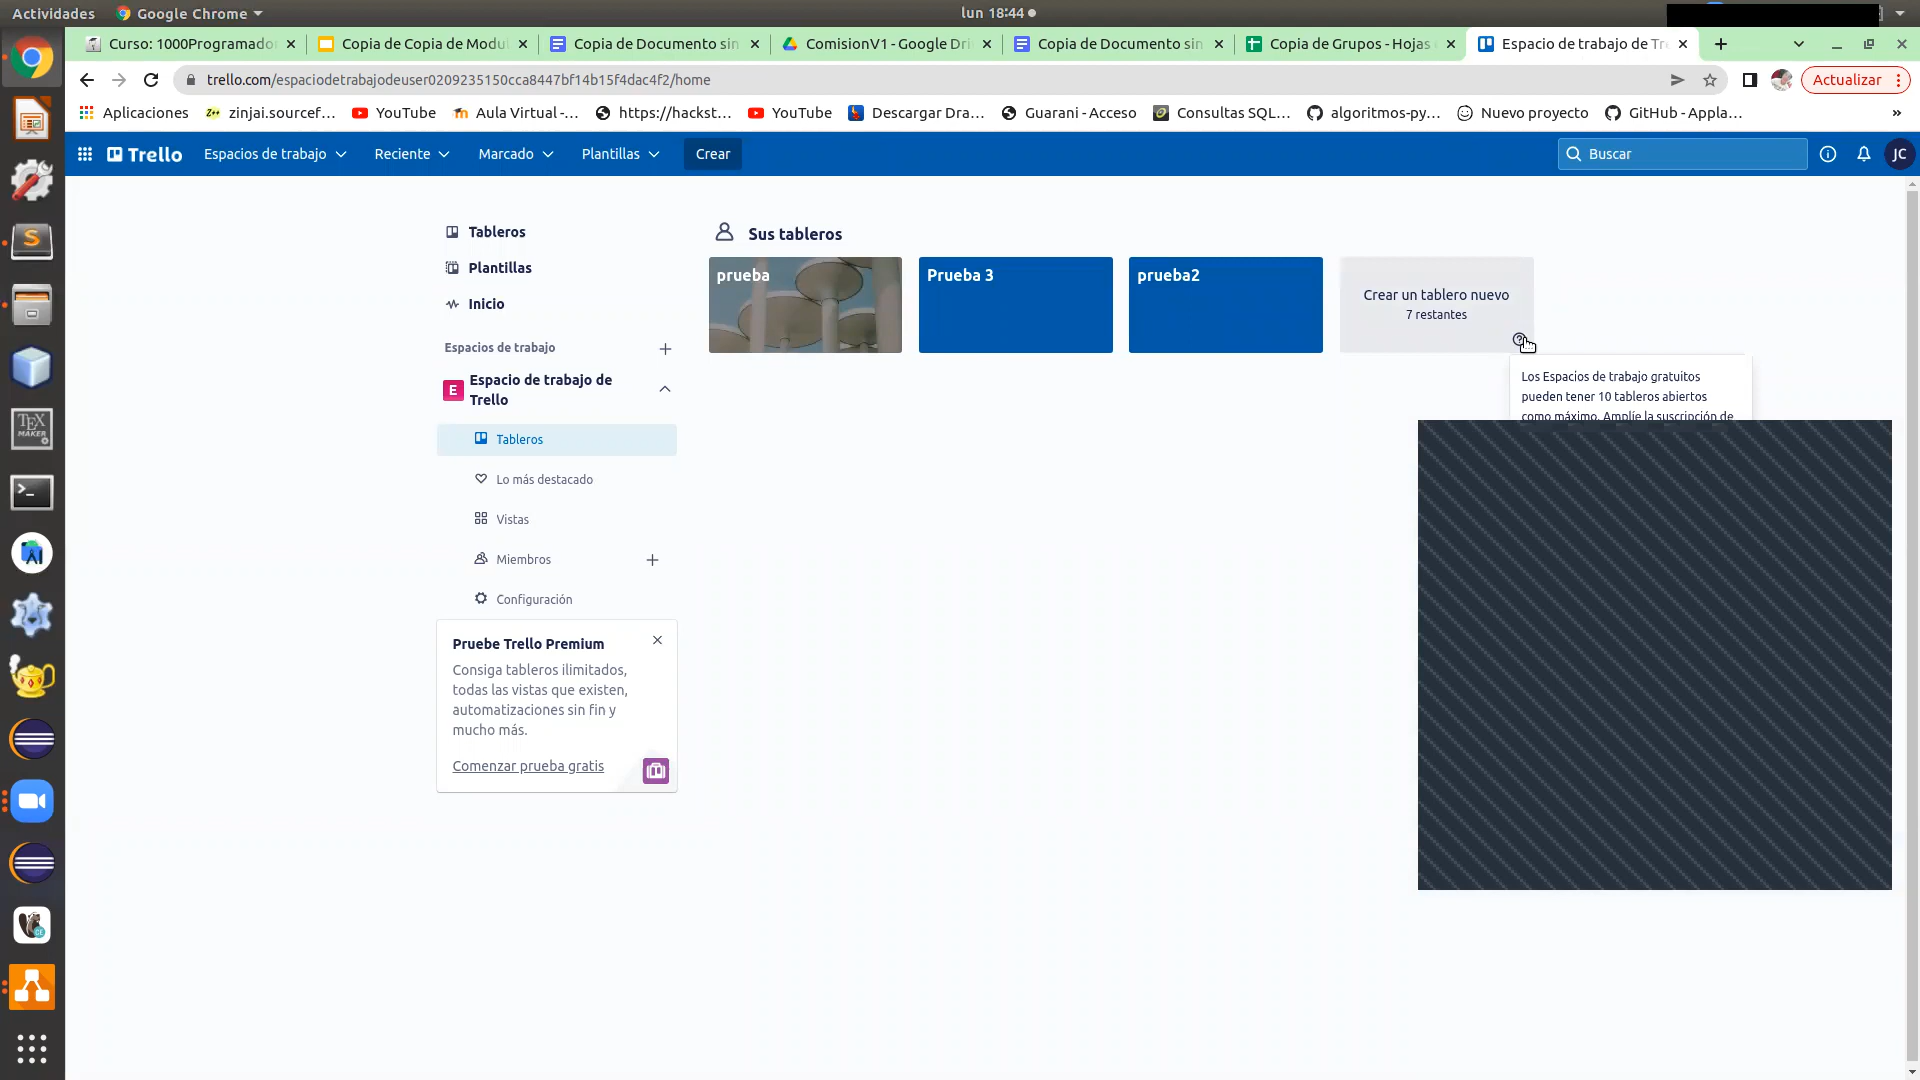 Actividades
Google Chrome
lun 18:44
Curso: 1000Programado
Copia de Copia de Modu
Copia de Documento sin
ComisionV1 - Google Dri
Copia de Documento sin
Copia de Grupos - Hojas
Espacio de trabajo de Tr
trello.com/espaciodetrabajodeuser0209235150cca8447bf14b15f4dac4f2/home
Actualizar
Aplicaciones
zinjai.sourcef...
YouTube
Aula Virtual -...
https://hackst...
YouTube
Descargar Dra...
Guarani - Acceso
Consultas SQL...
algoritmos-py...
Nuevo proyecto
GitHub - Appla...
»
Trello
Espacios de trabajo
Reciente
Marcado
Plantillas
Crear
Buscar
JC
Tableros
Plantillas
Inicio
Espacios de trabajo
E
Espacio de trabajo de
Trello
Tableros
Lo más destacado
Vistas
Miembros
Configuración
Pruebe Trello Premium
Consiga tableros ilimitados,
todas las vistas que existen,
automatizaciones sin fin y
mucho más.
Comenzar prueba gratis
Sus tableros
prueba
Prueba 3
prueba2
Crear un tablero nuevo
7 restantes
Los Espacios de trabajo gratuitos
pueden tener 10 tableros abiertos
como máximo. Amplíe la suscripción de